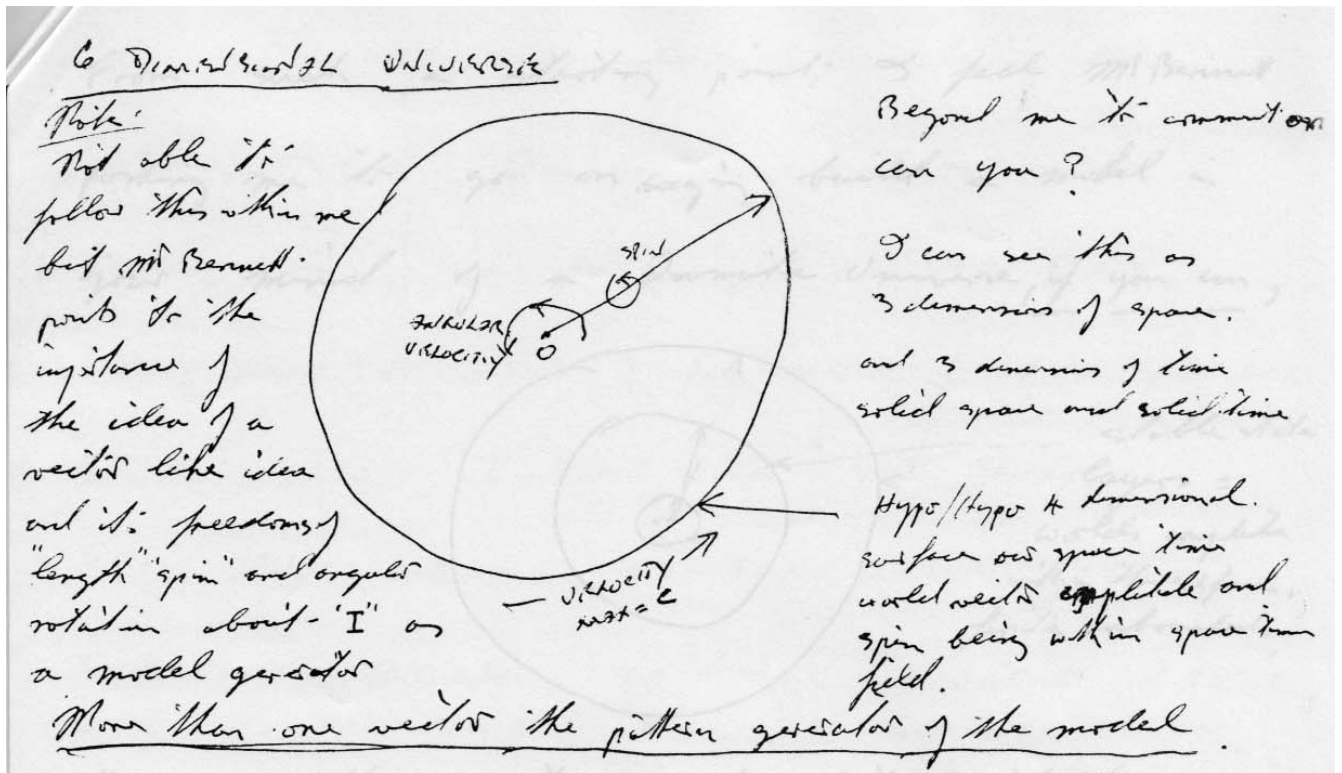 6 DIMENSIONAL UNIVERSE
Note:
Not able to
follow this within me
but Mr Bennett
points to the
importance of
the idea of a
vector like idea
and its freedoms of
"length" "spin" and angular
rotation about "I" as
a model generator
SPIN
ANGULAR
VELOCITY
O
VELOCITY
MAX = C
Beyond me to comment on
can you?
I can see this as
3 dimensions of space.
and 3 dimensions of time
solid space and solid time
Hypo/Hyper 4 dimensional.
surface our space time
world vector amplitude and
spin being within space time
field.
More than one vector the pattern generator of the model.